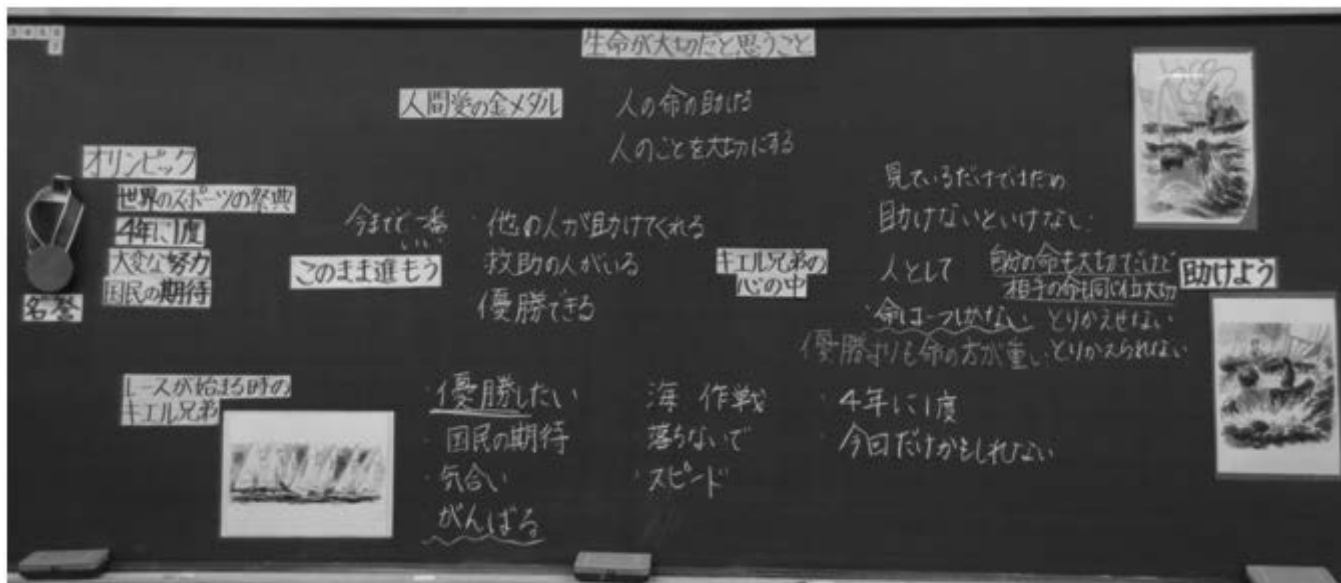 生命が大切だと思うこと
人間愛の金メダル
人の命の助ける
人のことを大切にする
オリンピック
世界のスポーツの祭典
4年に1度
大変な努力
国民の期待
名誉
このまま進もう
今までで一番
いい
・他の人が助けてくれる
救助の人がいる
優勝できる
キエル兄弟の
心の中
見ているだけではだめ
助けないといけない
人として
自分の命も大切だけど
相手の命も同じ位大切
助けよう
命は一つしかない
とりかえせない
優勝よりも命の方が重い
とりかえられない
レースが始まる時の
キエル兄弟
・優勝したい
・国民の期待
・気合い
がんばる
海 作戦
落ちないで
・スピード
・4年に1度
・今回だけかもしれない